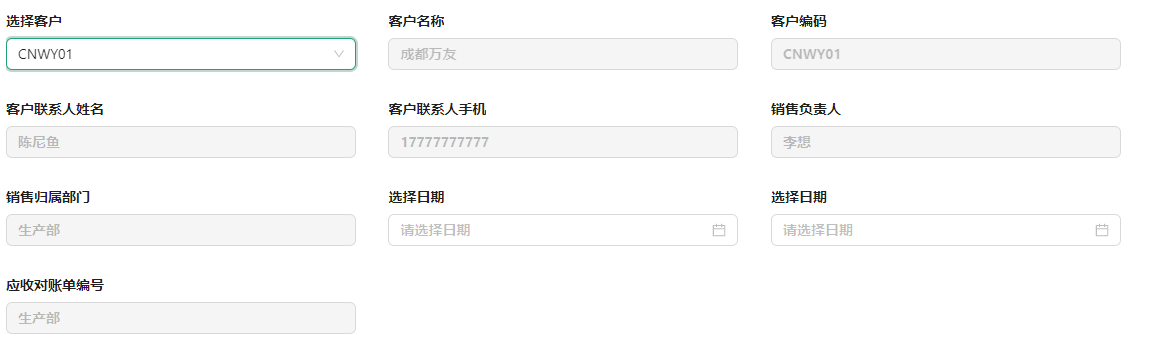 选择客户 客户名称 客户编码
CNWY01 成都万友 CNWY01
客户联系人姓名 客户联系人手机 销售负责人
陈尼鱼 17777777777 李想
销售归属部门 选择日期 选择日期
生产部 请选择日期 请选择日期
应收对账单编号
生产部